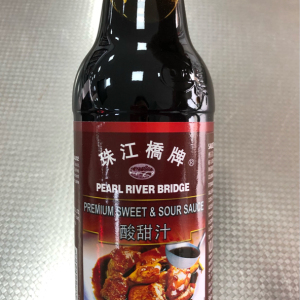 珠江橋牌®
PEARL RIVER BRIDGE
PREMIUM SWEET & SOUR SAUCE
酸甜汁